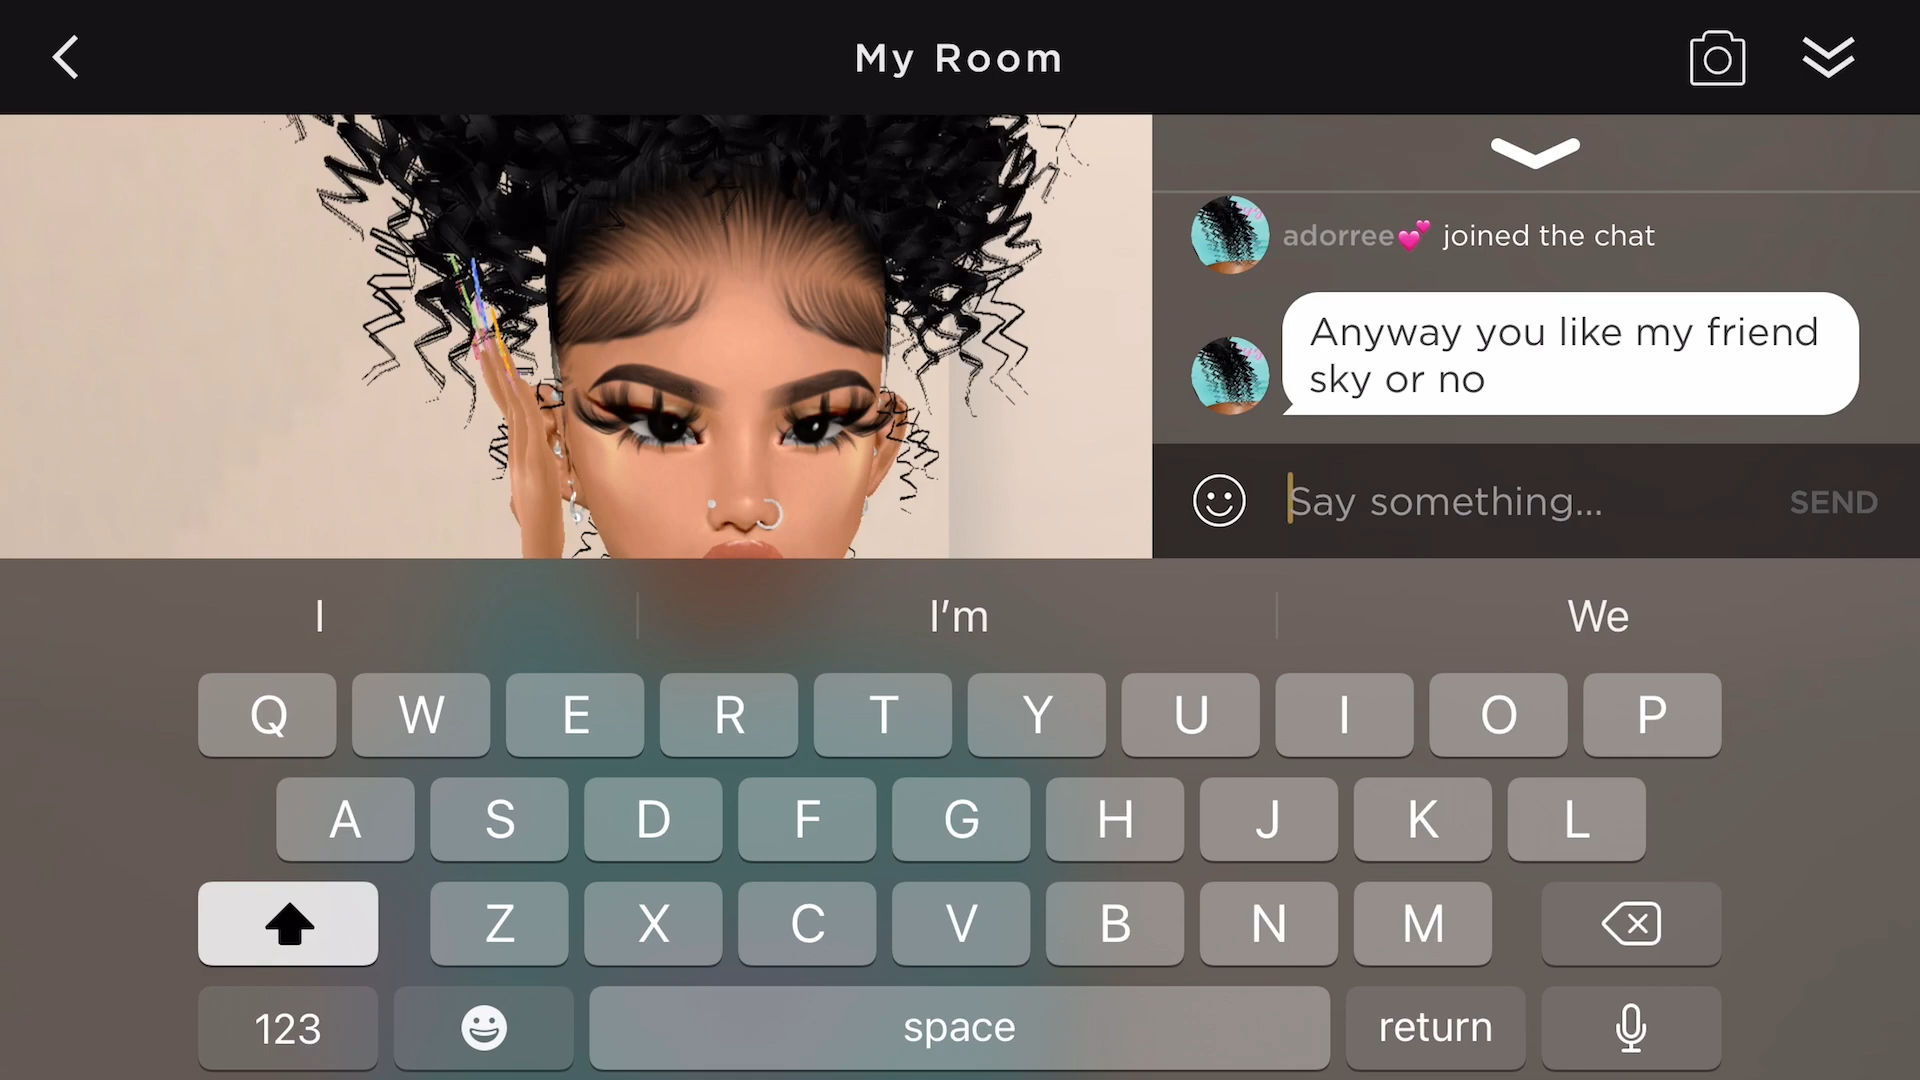 My Room
adorree💕 joined the chat
Anyway you like my friend
sky or no
Say something...
SEND
I
I'm
We
Q W E R T Y U I O P
A S D F G H J K L
Z X C V B N M
123
space
return